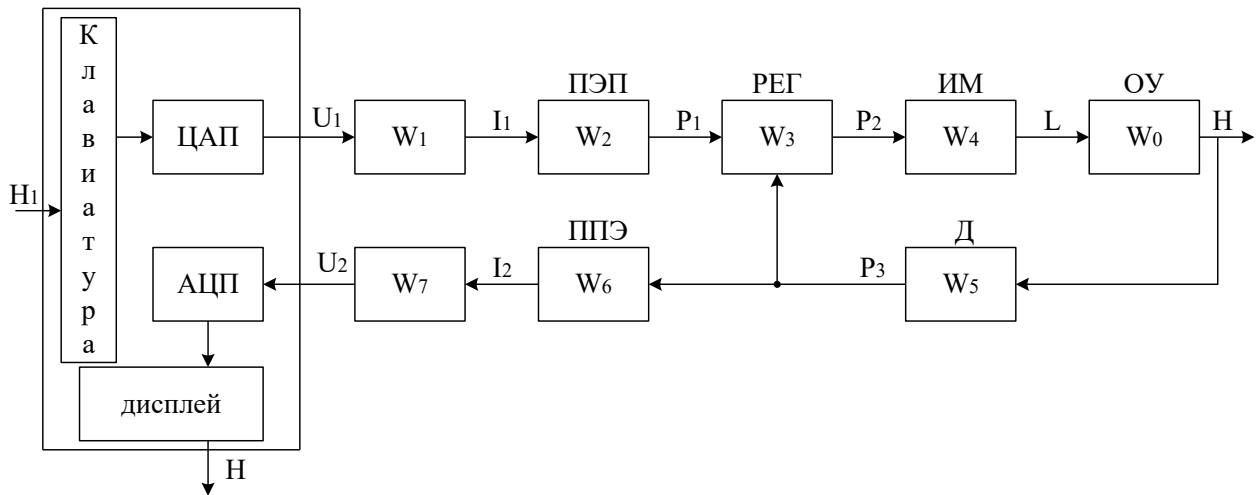 Клавиатура
H1
ЦАП
U1
W1
I1
ПЭП
W2
P1
РЕГ
W3
P2
ИМ
W4
L
ОУ
W0
H
АЦП
U2
W7
I2
ППЭ
W6
P3
Д
W5
дисплей
H